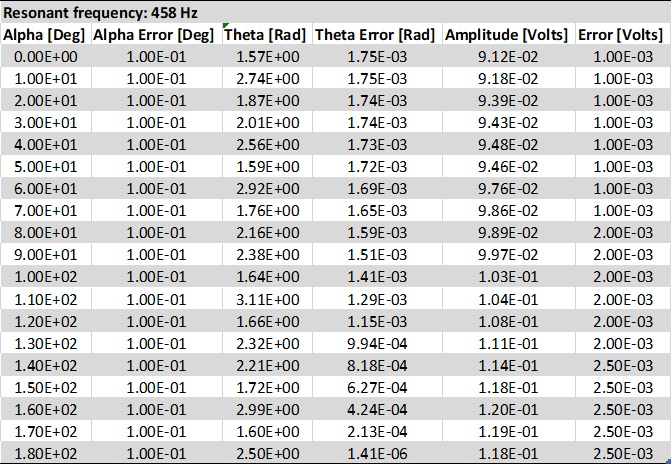 Resonant frequency: 458 Hz
Alpha [Deg] Alpha Error [Deg] Theta [Rad] Theta Error [Rad] Amplitude [Volts] Error [Volts]
0.00E+00 1.00E-01 1.57E+00 1.75E-03 9.12E-02 1.00E-03
1.00E+01 1.00E-01 2.74E+00 1.75E-03 9.18E-02 1.00E-03
2.00E+01 1.00E-01 1.87E+00 1.74E-03 9.39E-02 1.00E-03
3.00E+01 1.00E-01 2.01E+00 1.74E-03 9.43E-02 1.00E-03
4.00E+01 1.00E-01 2.56E+00 1.73E-03 9.48E-02 1.00E-03
5.00E+01 1.00E-01 1.59E+00 1.72E-03 9.46E-02 1.00E-03
6.00E+01 1.00E-01 2.92E+00 1.69E-03 9.76E-02 1.00E-03
7.00E+01 1.00E-01 1.76E+00 1.65E-03 9.86E-02 1.00E-03
8.00E+01 1.00E-01 2.16E+00 1.59E-03 9.89E-02 2.00E-03
9.00E+01 1.00E-01 2.38E+00 1.51E-03 9.97E-02 2.00E-03
1.00E+02 1.00E-01 1.64E+00 1.41E-03 1.03E-01 2.00E-03
1.10E+02 1.00E-01 3.11E+00 1.29E-03 1.04E-01 2.00E-03
1.20E+02 1.00E-01 1.66E+00 1.15E-03 1.08E-01 2.00E-03
1.30E+02 1.00E-01 2.32E+00 9.94E-04 1.11E-01 2.00E-03
1.40E+02 1.00E-01 2.21E+00 8.18E-04 1.14E-01 2.50E-03
1.50E+02 1.00E-01 1.72E+00 6.27E-04 1.18E-01 2.50E-03
1.60E+02 1.00E-01 2.99E+00 4.24E-04 1.20E-01 2.50E-03
1.70E+02 1.00E-01 1.60E+00 2.13E-04 1.19E-01 2.50E-03
1.80E+02 1.00E-01 2.50E+00 1.41E-06 1.18E-01 2.50E-03